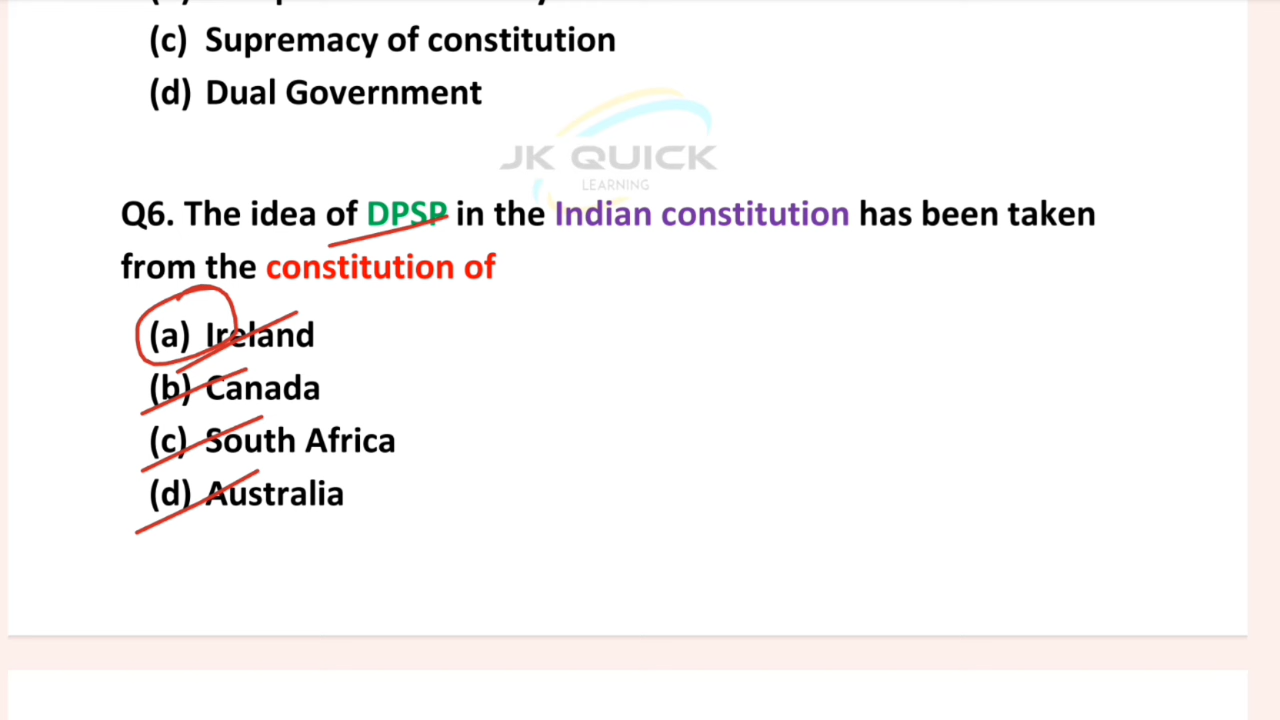 (c) Supremacy of constitution
(d) Dual Government
JK QUICK
LEARNING
Q6. The idea of DPSP in the Indian constitution has been taken
from the constitution of
(a) Ireland
(b) Canada
(c) South Africa
(d) Australia